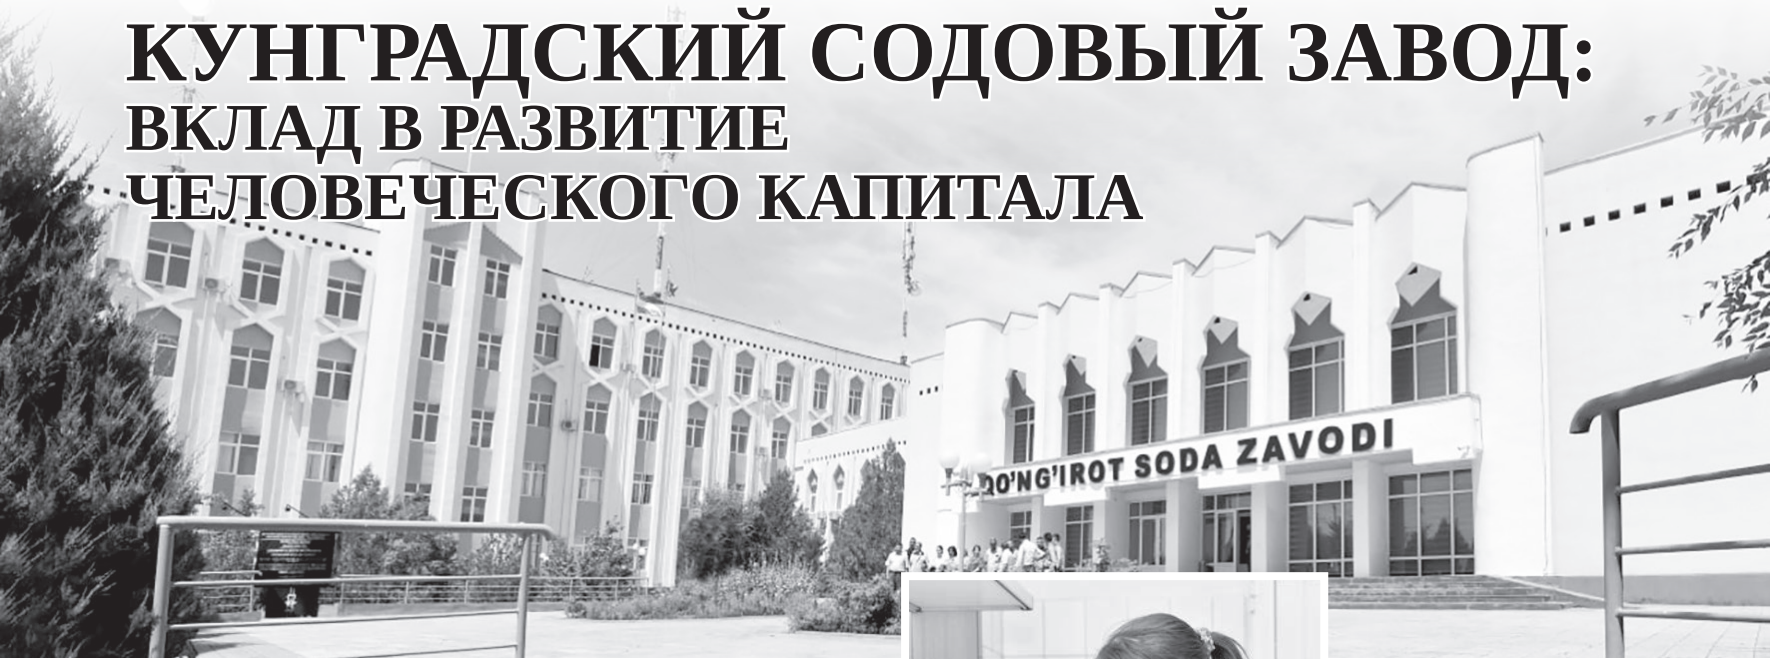 КУНГРАДСКИЙ СОДОВЫЙ ЗАВОД:
ВКЛАД В РАЗВИТИЕ
ЧЕЛОВЕЧЕСКОГО КАПИТАЛА
QO'NG'IROT SODA ZAVODI